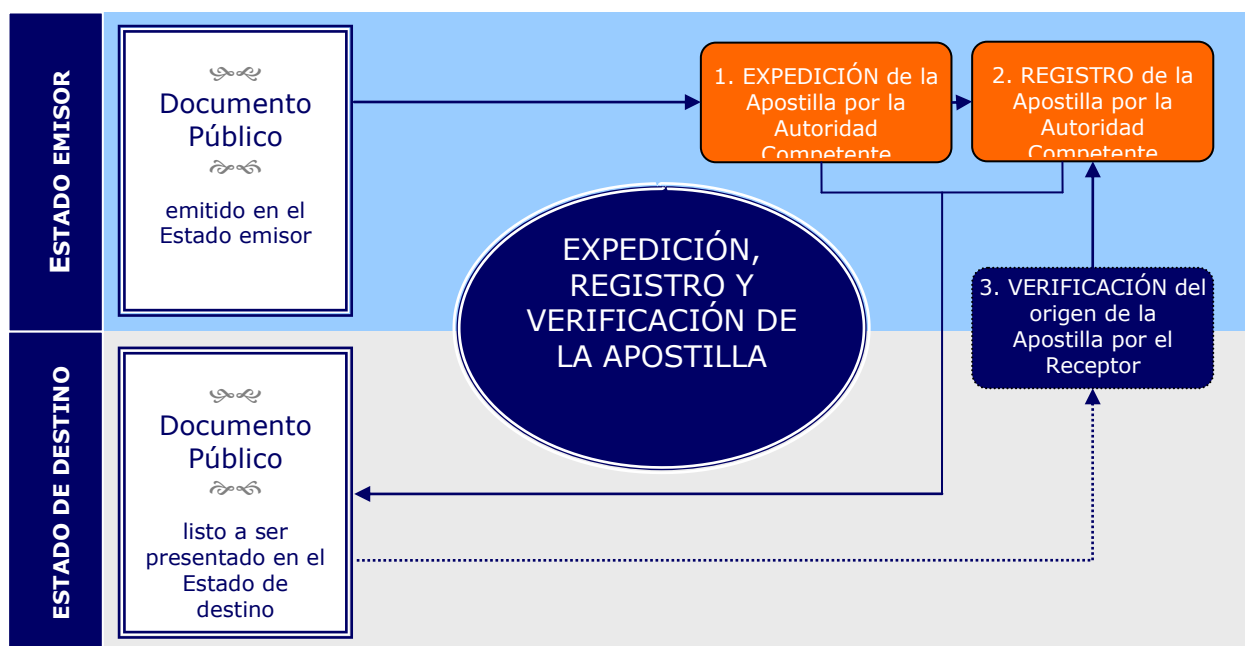 ESTADO EMISOR
Documento
Público
emitido en el
Estado emisor
1. EXPEDICIÓN de la
Apostilla por la
Autoridad
Competente
2. REGISTRO de la
Apostilla por la
Autoridad
Competente
EXPEDICIÓN,
REGISTRO Y
VERIFICACIÓN DE
LA APOSTILLA
3. VERIFICACIÓN del
origen de la
Apostilla por el
Receptor
ESTADO DE DESTINO
Documento
Público
listo a ser
presentado en el
Estado de
destino